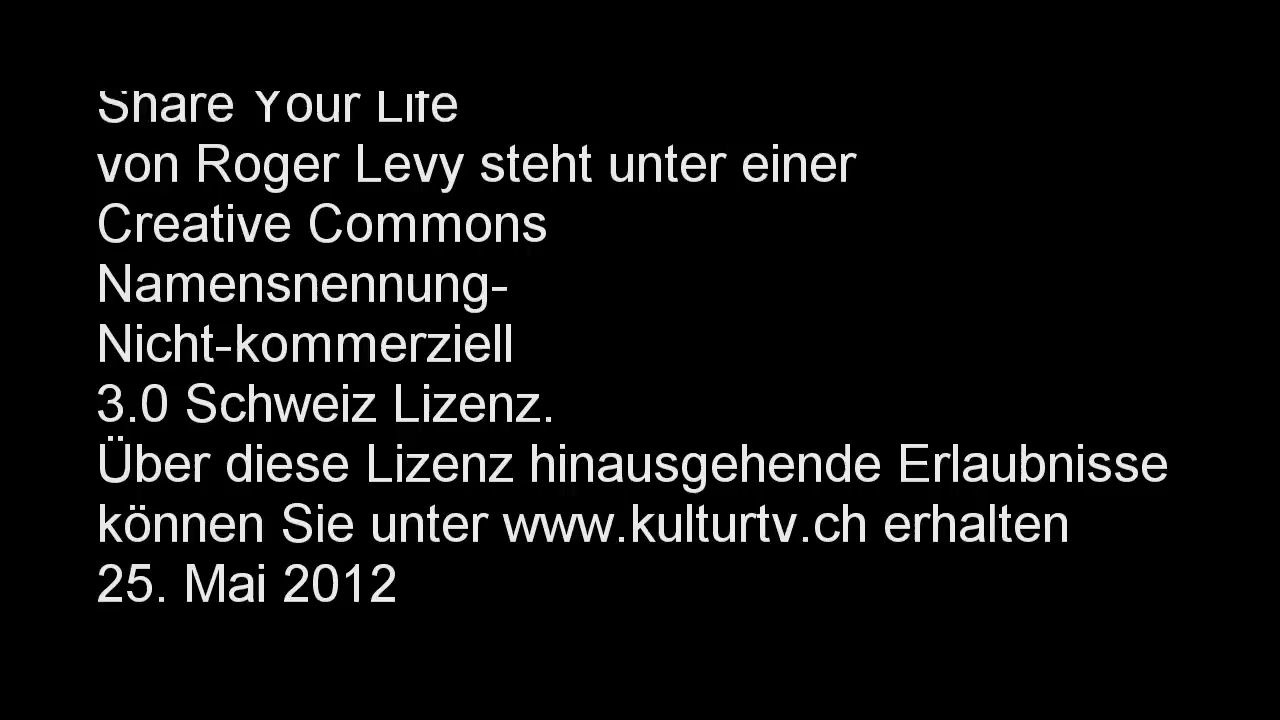 Share Your Life
von Roger Levy steht unter einer
Creative Commons
Namensnennung-
Nicht-kommerziell
3.0 Schweiz Lizenz.
Über diese Lizenz hinausgehende Erlaubnisse
können Sie unter www.kulturtv.ch erhalten
25. Mai 2012